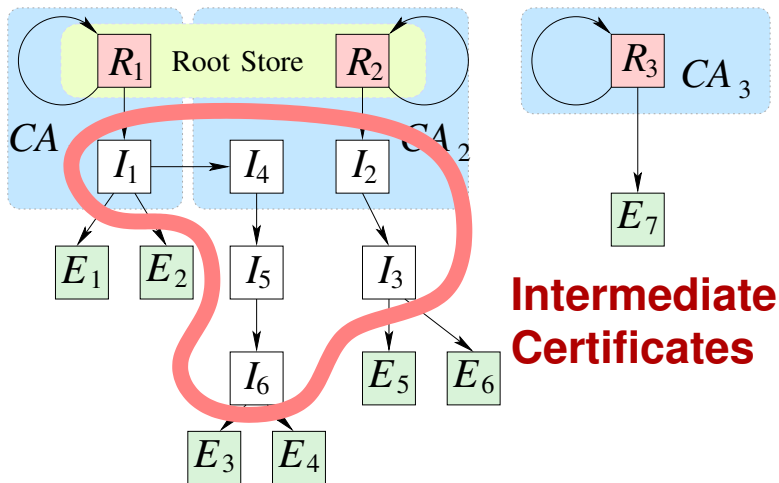 R₁ Root Store R₂ R₃
CA CA₂ CA₃
I₁ I₄ I₂
E₇
E₁ E₂ I₅ I₃
Intermediate
Certificates
I₆ E₅ E₆
E₃ E₄